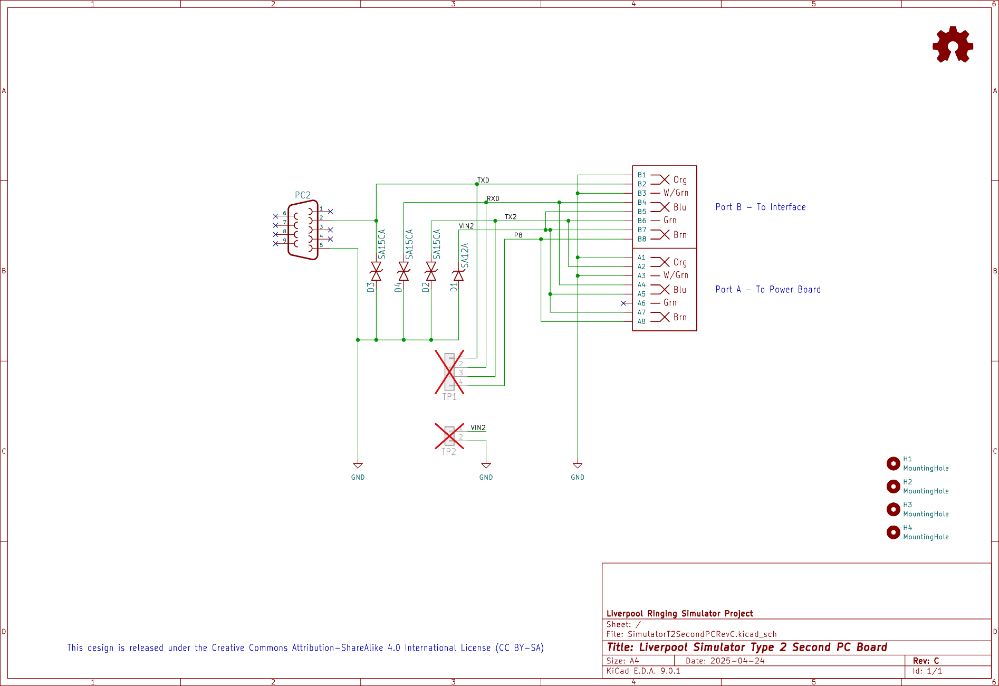 1 2 3 4 5 6
A A
B B
C C
D D
1 2 3 4 5 6
PC2
1
6
2
7
3
8
4
9
5
TXD
RXD
TX2
VIN2
P8
SA15CA
SA15CA
SA15CA
SA12A
D3
D4
D2
D1
B1
B2
Org
B3 W/Grn
B4
B5
Blu
B6 Grn
B7
B8
Brn
Port B - To Interface
A1
A2
Org
A3 W/Grn
A4
A5
Blu
A6 Grn
A7
A8
Brn
Port A - To Power Board
1
2
3
4
TP1
VIN2
1
2
TP2
GND
GND
GND
H1
MountingHole
H2
MountingHole
H3
MountingHole
H4
MountingHole
Liverpool Ringing Simulator Project
Sheet: /
File: SimulatorT2SecondPCRevC.kicad_sch
Title: Liverpool Simulator Type 2 Second PC Board
Size: A4 Date: 2025-04-24 Rev: C
KiCad E.D.A. 9.0.1 Id: 1/1
This design is released under the Creative Commons Attribution-ShareAlike 4.0 International License (CC BY-SA)